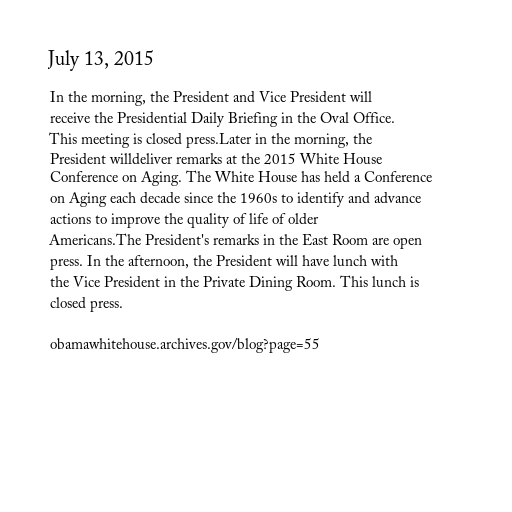 July 13, 2015
In the morning, the President and Vice President will
receive the Presidential Daily Briefing in the Oval Office.
This meeting is closed press.Later in the morning, the
President willdeliver remarks at the 2015 White House
Conference on Aging. The White House has held a Conference
on Aging each decade since the 1960s to identify and advance
actions to improve the quality of life of older
Americans.The President's remarks in the East Room are open
press. In the afternoon, the President will have lunch with
the Vice President in the Private Dining Room. This lunch is
closed press.
obamawhitehouse.archives.gov/blog?page=55